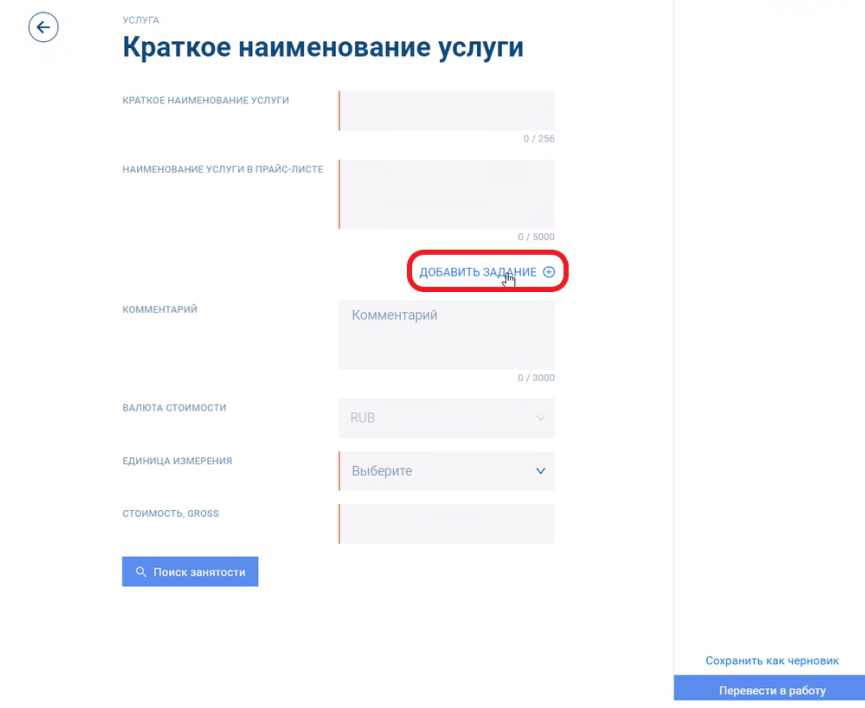 УСЛУГА
Краткое наименование услуги
КРАТКОЕ НАИМЕНОВАНИЕ УСЛУГИ
0 / 256
НАИМЕНОВАНИЕ УСЛУГИ В ПРАЙС-ЛИСТЕ
0 / 5000
ДОБАВИТЬ ЗАДАНИЕ
КОММЕНТАРИЙ
Комментарий
0 / 3000
ВАЛЮТА СТОИМОСТИ
RUB
ЕДИНИЦА ИЗМЕРЕНИЯ
Выберите
СТОИМОСТЬ, GROSS
Поиск занятости
Сохранить как черновик
Перевести в работу